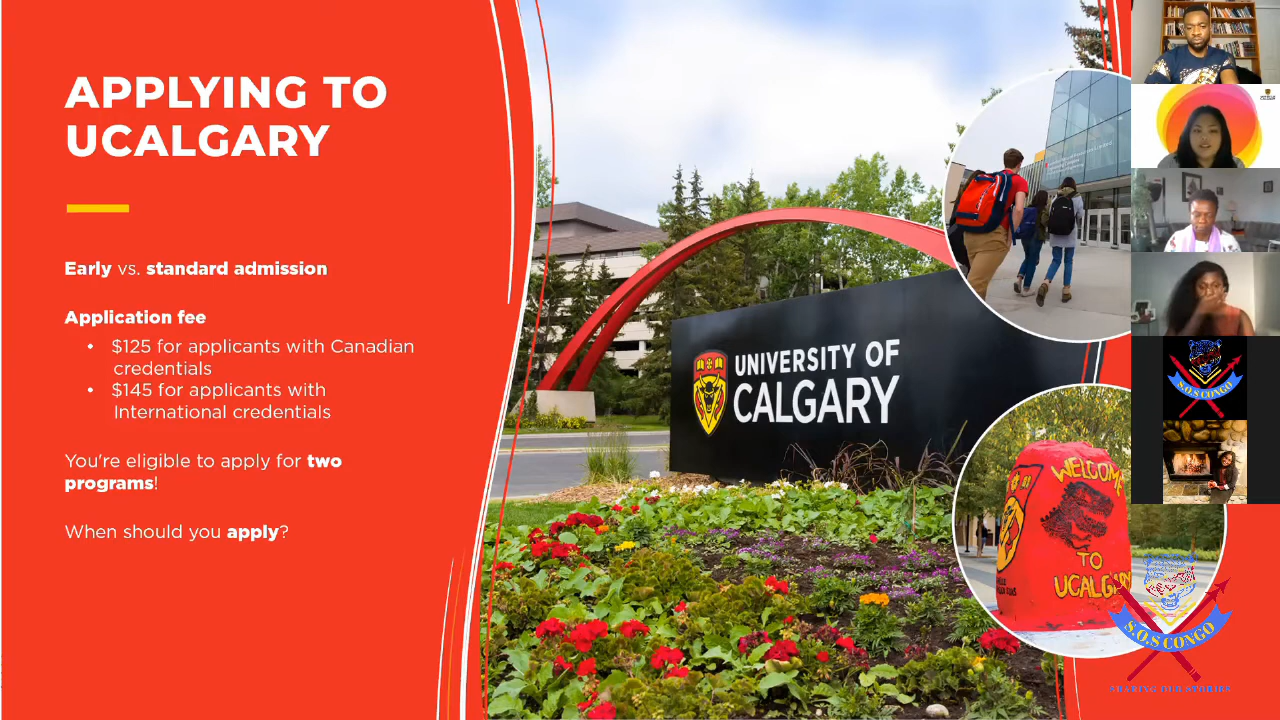 APPLYING TO
UCALGARY
Early vs. standard admission
Application fee
• $125 for applicants with Canadian
credentials
• $145 for applicants with
International credentials
You're eligible to apply for two
programs!
When should you apply?
UNIVERSITY OF
CALGARY
WELCOME
TO
UCALGARY
S.O.S CONGO
S.O.S CONGO
SHARING OUR STORIES